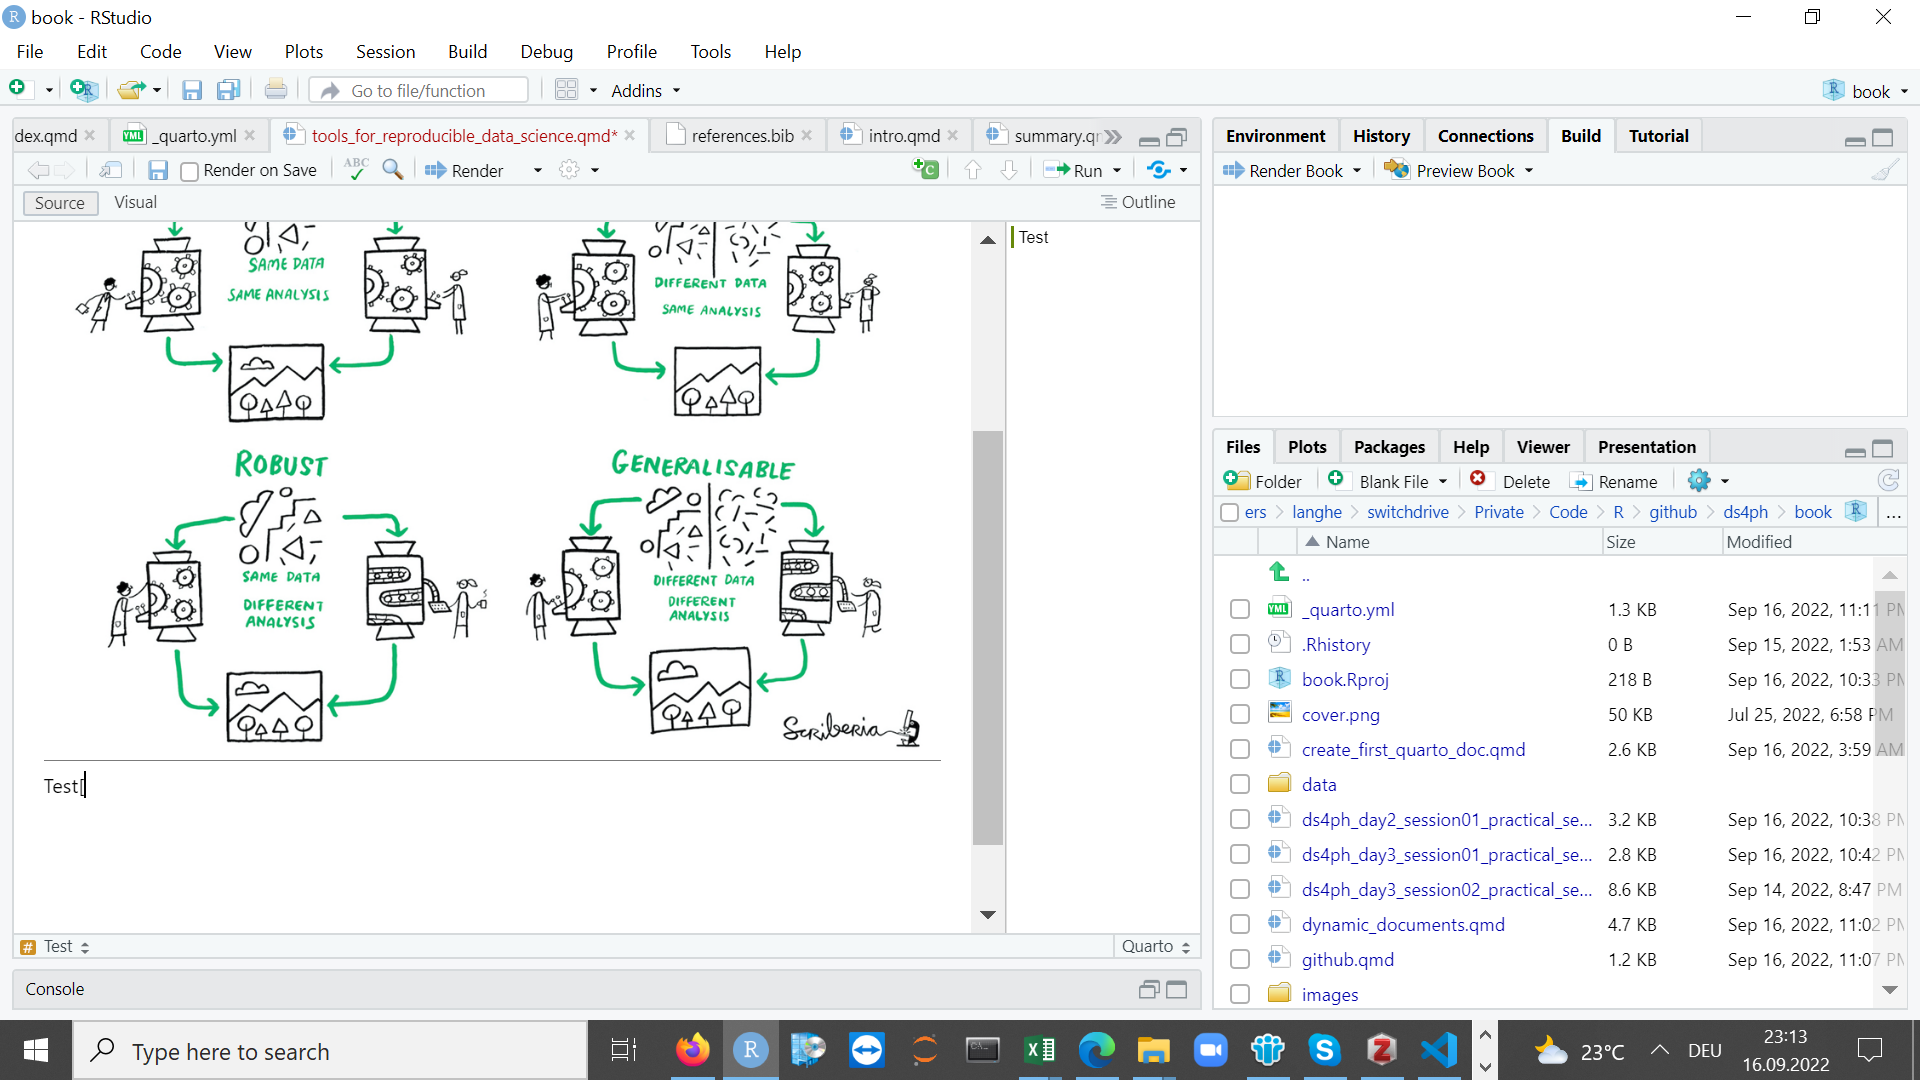 book - RStudio
File Edit Code View Plots Session Build Debug Profile Tools Help
Go to file/function Addins book
dex.qmd _quarto.yml tools_for_reproducible_data_science.qmd* references.bib intro.qmd summary.qr
Render on Save ABC Render Run
Source Visual Outline
Test
SAME DATA
SAME ANALYSIS
DIFFERENT DATA
SAME ANALYSIS
ROBUST
SAME DATA
DIFFERENT
ANALYSIS
GENERALISABLE
DIFFERENT DATA
DIFFERENT
ANALYSIS
Scriberia
Test[
# Test Quarto
Console
Environment History Connections Build Tutorial
Render Book Preview Book
Files Plots Packages Help Viewer Presentation
Folder Blank File Delete Rename
ers langhe switchdrive Private Code R github ds4ph book ...
Name Size Modified
..
_quarto.yml 1.3 KB Sep 16, 2022, 11:11 PM
.Rhistory 0 B Sep 15, 2022, 1:53 AM
book.Rproj 218 B Sep 16, 2022, 10:33 PM
cover.png 50 KB Jul 25, 2022, 6:58 PM
create_first_quarto_doc.qmd 2.6 KB Sep 16, 2022, 3:59 AM
data
ds4ph_day2_session01_practical_se... 3.2 KB Sep 16, 2022, 10:38 PM
ds4ph_day3_session01_practical_se... 2.8 KB Sep 16, 2022, 10:42 PM
ds4ph_day3_session02_practical_se... 8.6 KB Sep 14, 2022, 8:47 PM
dynamic_documents.qmd 4.7 KB Sep 16, 2022, 11:02 PM
github.qmd 1.2 KB Sep 16, 2022, 11:07 PM
images
Type here to search
23°C DEU 23:13
16.09.2022